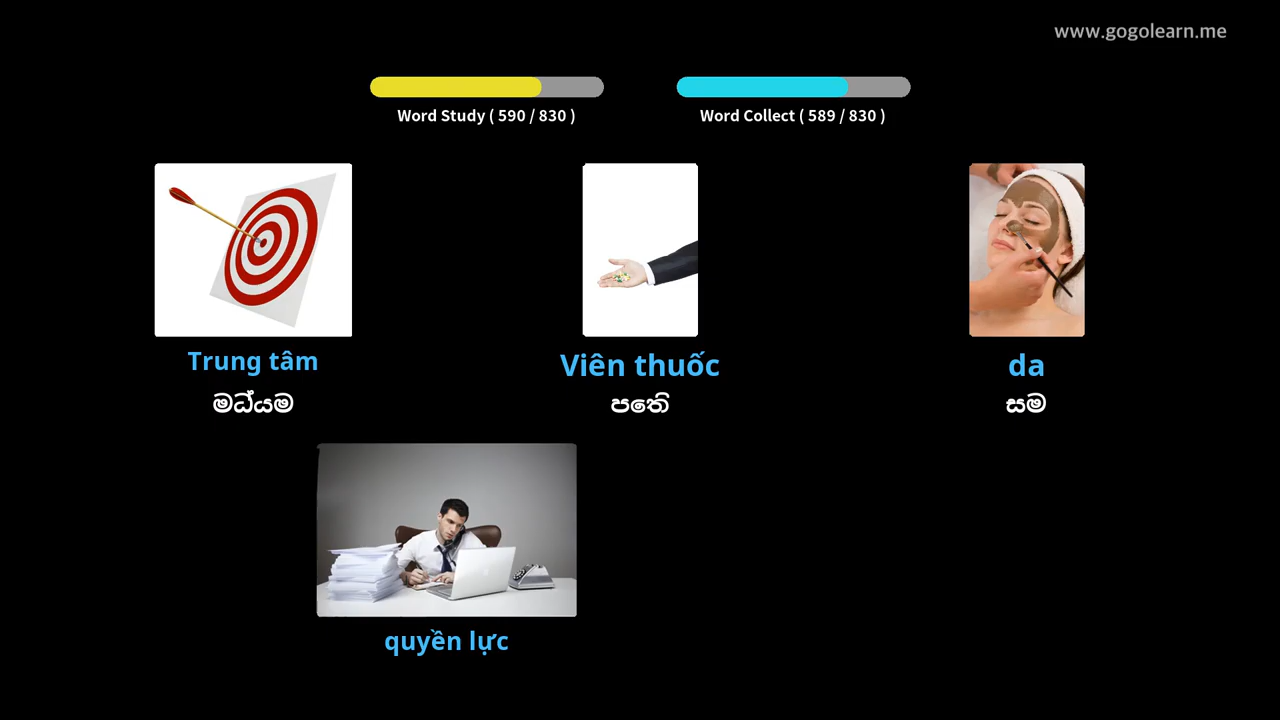 www.gogolearn.me
Word Study ( 590 / 830 )
Word Collect ( 589 / 830 )
Trung tâm
Viên thuốc
da
මධ්යම
පෙති
සම
quyền lực